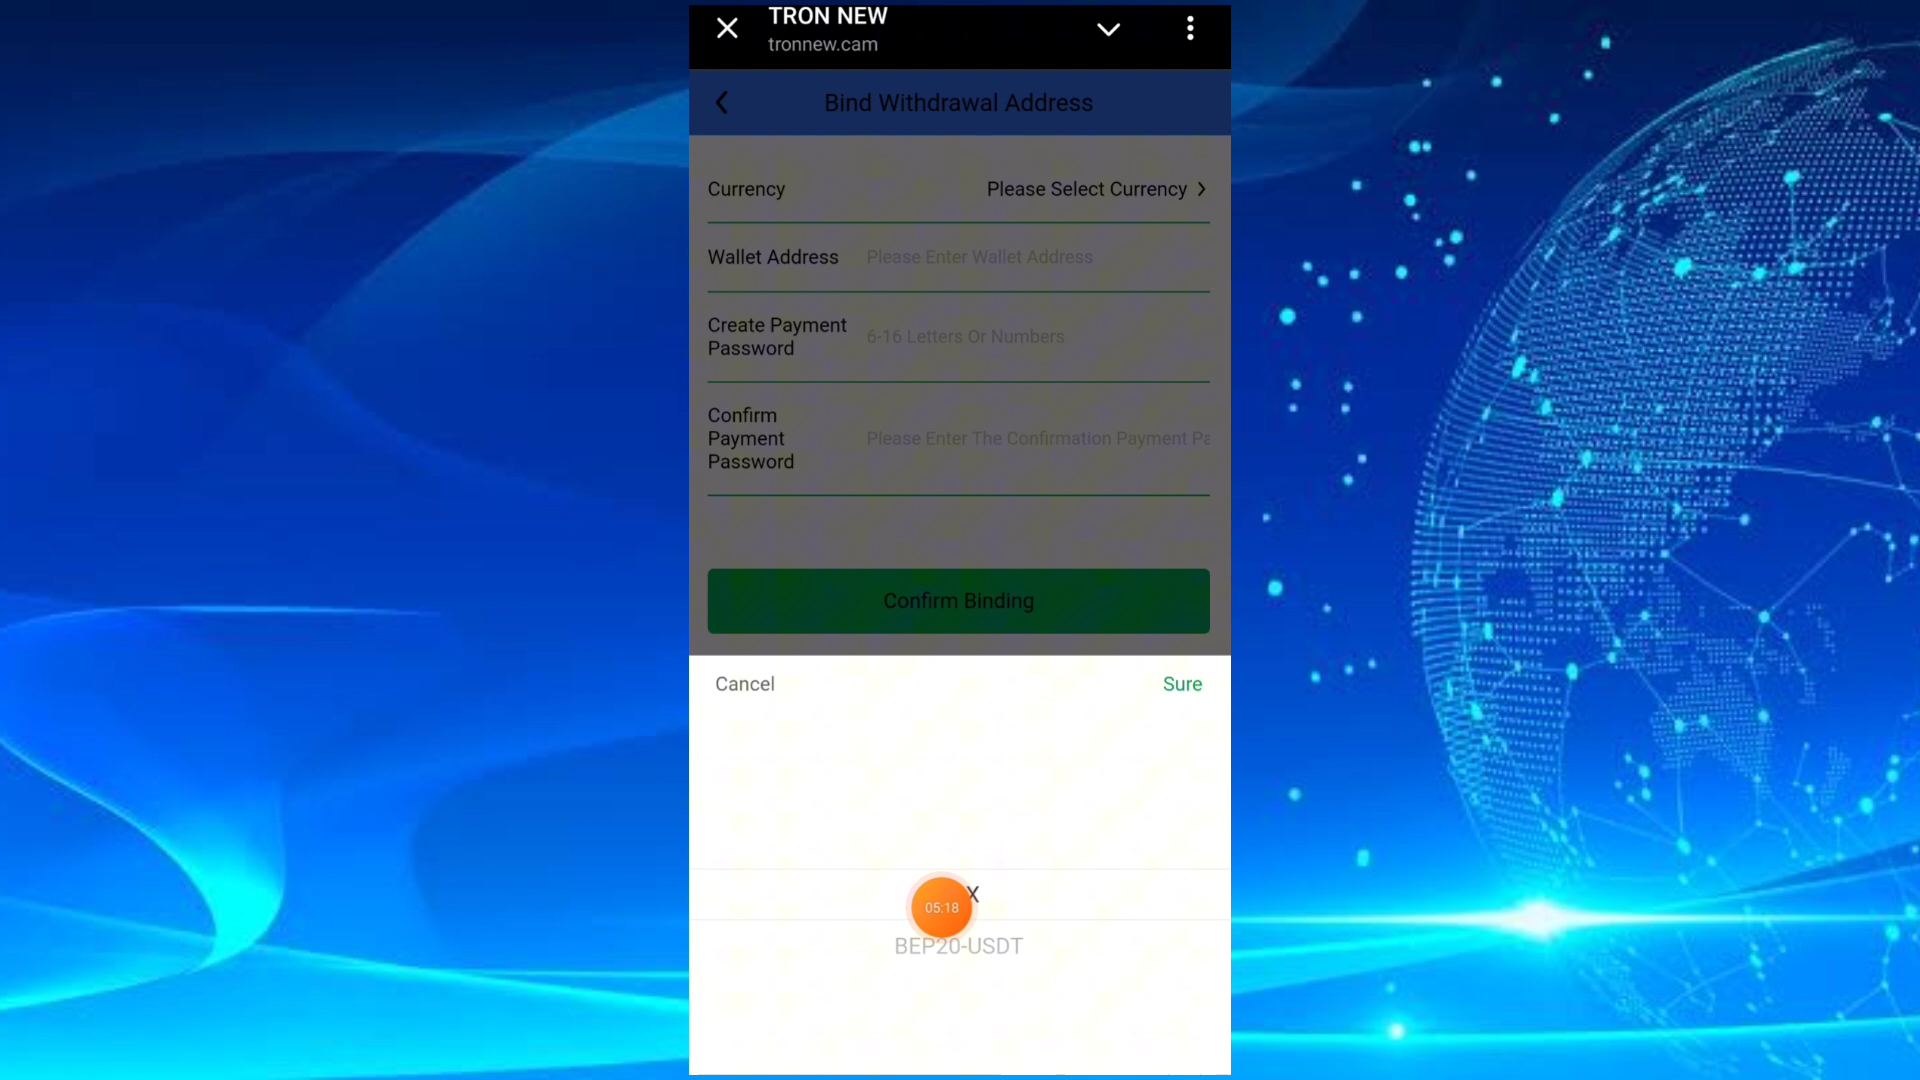 TRON NEW
tronnew.cam
Bind Withdrawal Address
Currency Please Select Currency
Wallet Address Please Enter Wallet Address
Create Payment
Password
6-16 Letters Or Numbers
Confirm
Payment
Password
Please Enter The Confirmation Payment Pa
Confirm Binding
Cancel Sure
X
05:18
BEP20-USDT